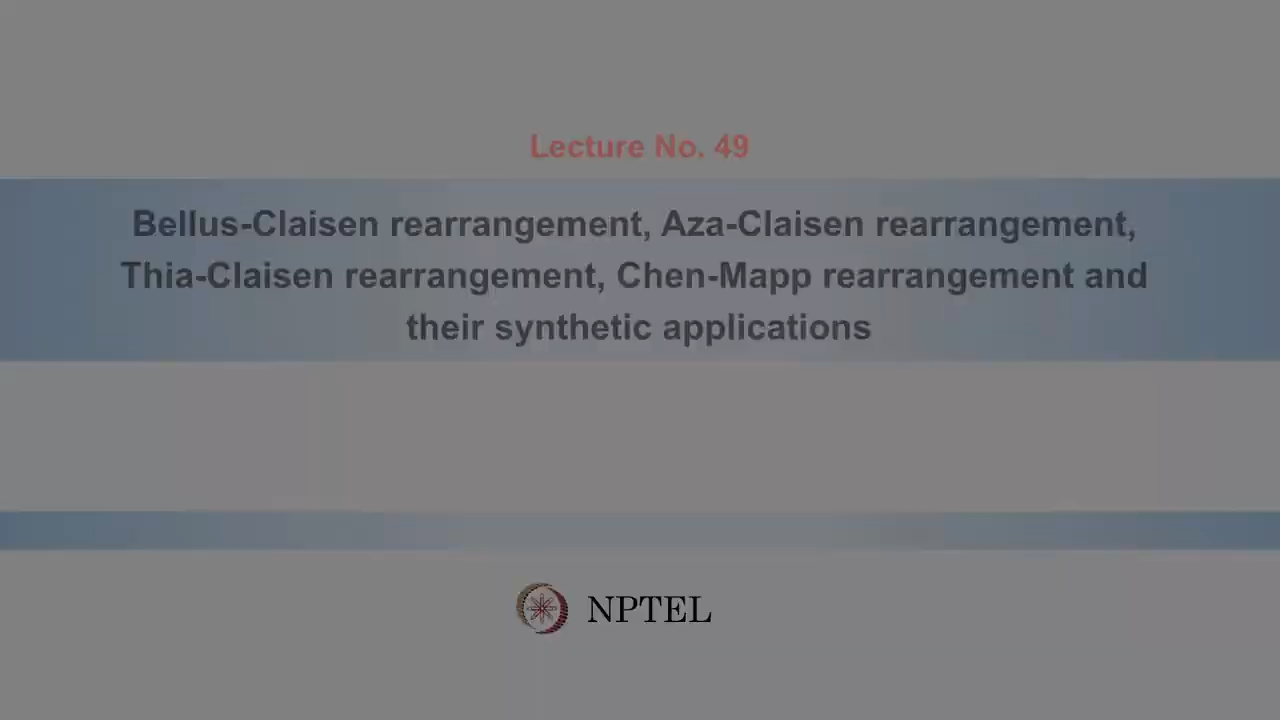 Lecture No. 49
Bellus-Claisen rearrangement, Aza-Claisen rearrangement,
Thia-Claisen rearrangement, Chen-Mapp rearrangement and
their synthetic applications
NPTEL